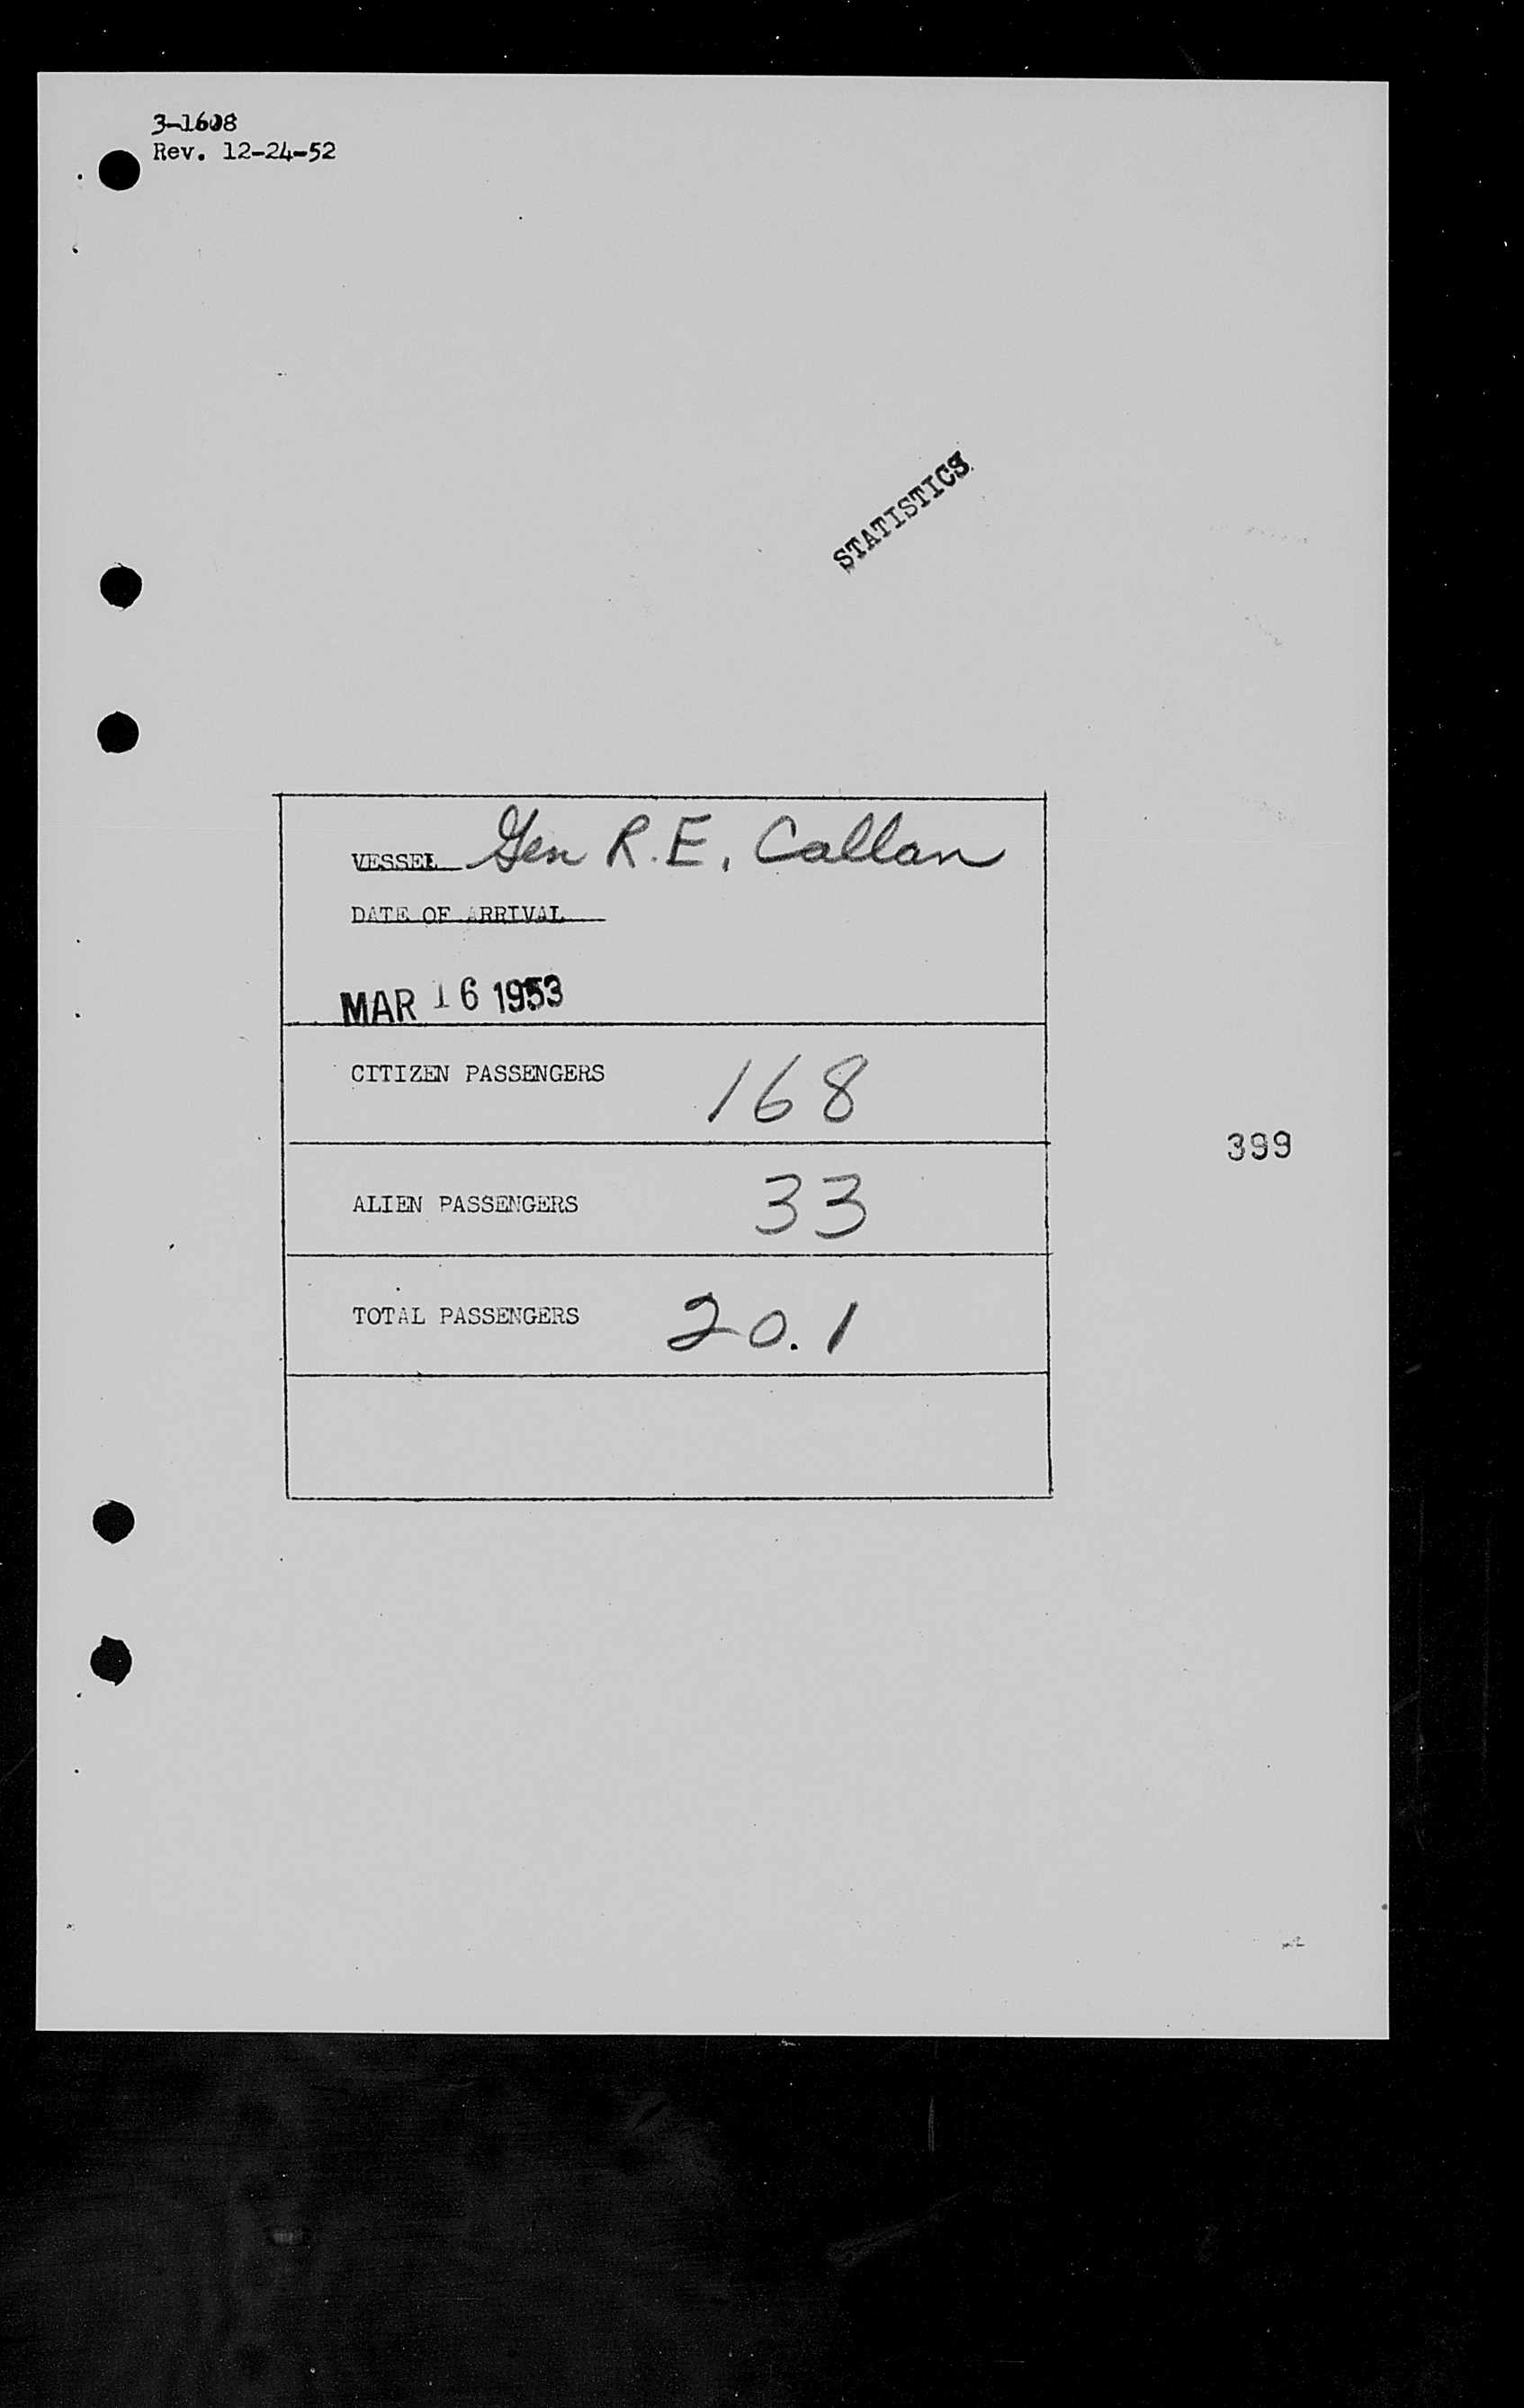 3-1608
Rev. 12-24-52
STATISTICS
VESSEL Gen R.E. Callan
DATE OF ARRIVAL
MAR 16 1953
CITIZEN PASSENGERS 168
399
ALIEN PASSENGERS 33
TOTAL PASSENGERS 20.1